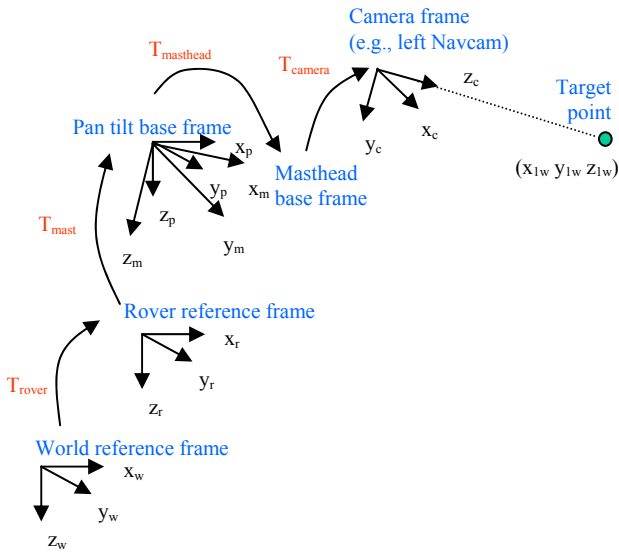 Camera frame
(e.g., left Navcam)
T_masthead
T_camera
z_c
Target
point
x_c
y_c
Pan tilt base frame
x_p
(x_1w y_1w z_1w)
Masthead
base frame
y_p
x_m
z_p
T_mast
y_m
z_m
Rover reference frame
x_r
y_r
T_rover
z_r
World reference frame
x_w
y_w
z_w